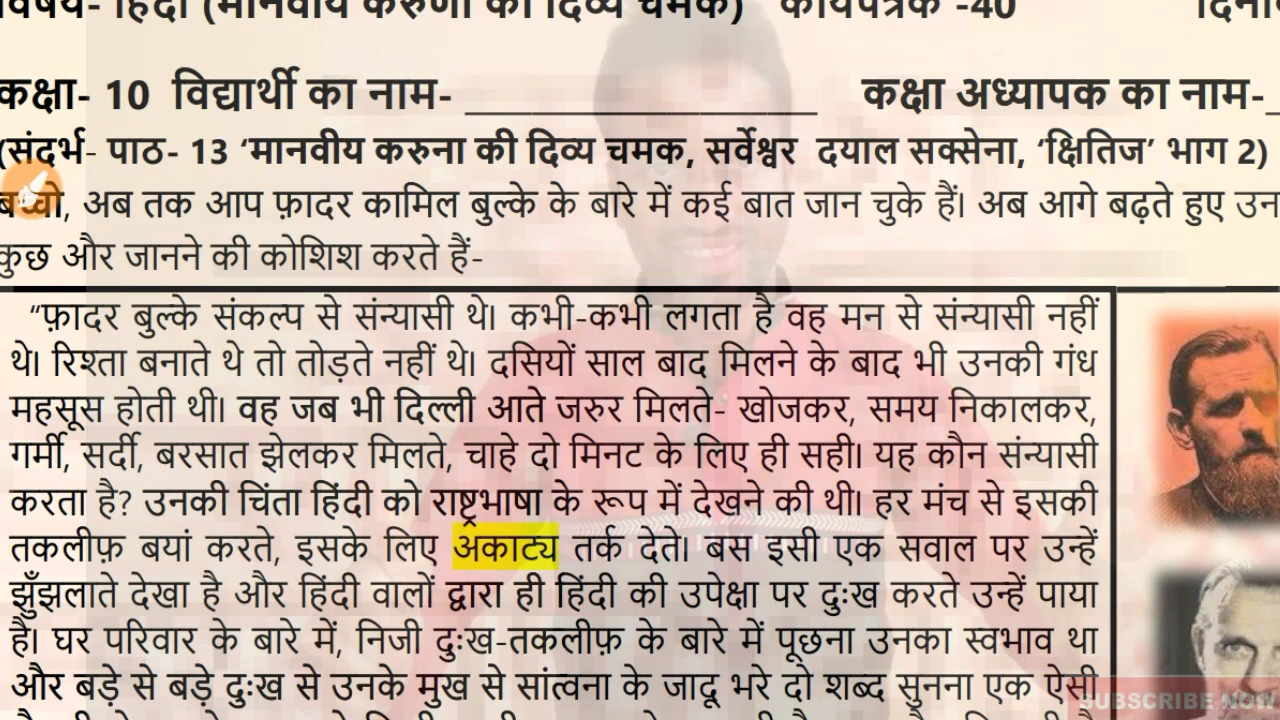 विषय- हिंदी (मानवीय करुणा की दिव्य चमक) कार्यपत्रक -40
कक्षा- 10 विद्यार्थी का नाम- ________________ कक्षा अध्यापक का नाम-_
(संदर्भ- पाठ- 13 ‘मानवीय करुना की दिव्य चमक, सर्वेश्वर दयाल सक्सेना, ‘क्षितिज’ भाग 2)
बच्चो, अब तक आप फ़ादर कामिल बुल्के के बारे में कई बात जान चुके हैं। अब आगे बढ़ते हुए उन
कुछ और जानने की कोशिश करते हैं-
“फ़ादर बुल्के संकल्प से संन्यासी थे। कभी-कभी लगता है वह मन से संन्यासी नहीं
थे। रिश्ता बनाते थे तो तोड़ते नहीं थे। दसियों साल बाद मिलने के बाद भी उनकी गंध
महसूस होती थी। वह जब भी दिल्ली आते जरुर मिलते- खोजकर, समय निकालकर,
गर्मी, सर्दी, बरसात झेलकर मिलते, चाहे दो मिनट के लिए ही सही। यह कौन संन्यासी
करता है? उनकी चिंता हिंदी को राष्ट्रभाषा के रूप में देखने की थी। हर मंच से इसकी
तकलीफ़ बयां करते, इसके लिए अकाट्य तर्क देते। बस इसी एक सवाल पर उन्हें
झुँझलाते देखा है और हिंदी वालों द्वारा ही हिंदी की उपेक्षा पर दुःख करते उन्हें पाया
है। घर परिवार के बारे में, निजी दुःख-तकलीफ़ के बारे में पूछना उनका स्वभाव था
और बड़े से बड़े दुःख से उनके मुख से सांत्वना के जादू भरे दो शब्द सुनना एक ऐसी
SUBSCRIBE NOW